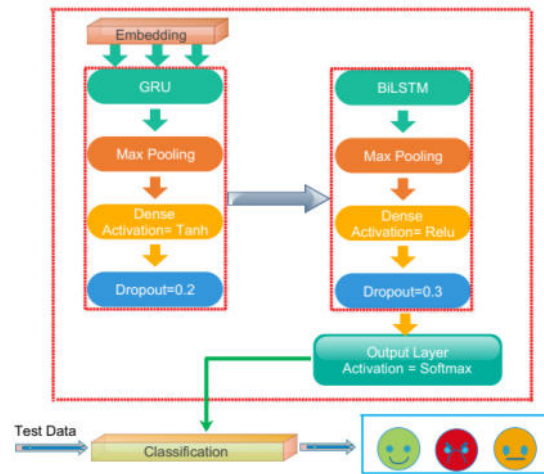 Embedding
GRU
Max Pooling
Dense
Activation= Tanh
Dropout=0.2
BiLSTM
Max Pooling
Dense
Activation= Relu
Dropout=0.3
Output Layer
Activation = Softmax
Test Data
Classification